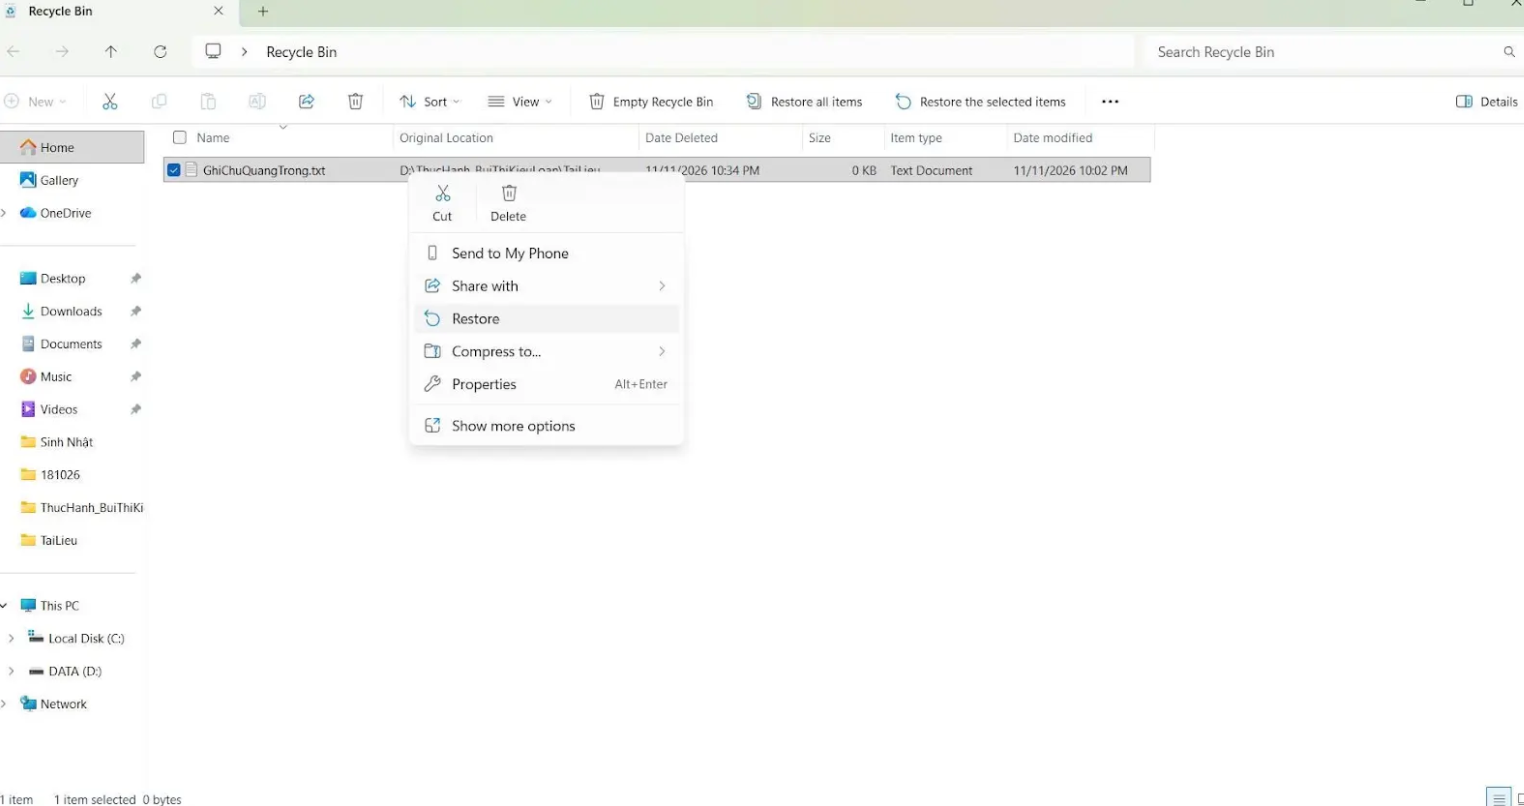 Recycle Bin
Recycle Bin
Search Recycle Bin
New
Sort
View
Empty Recycle Bin
Restore all items
Restore the selected items
Details
Name Original Location Date Deleted Size Item type Date modified
GhiChuQuangTrong.txt D:\ThucHanh_BuiThiKieuLoan\TaiLieu 11/11/2026 10:34 PM 0 KB Text Document 11/11/2026 10:02 PM
Home
Gallery
OneDrive
Desktop
Downloads
Documents
Music
Videos
Sinh Nhật
181026
ThucHanh_BuiThiKi
TaiLieu
This PC
Local Disk (C:)
DATA (D:)
Network
Cut Delete
Send to My Phone
Share with
Restore
Compress to...
Properties Alt+Enter
Show more options
1 item 1 item selected 0 bytes